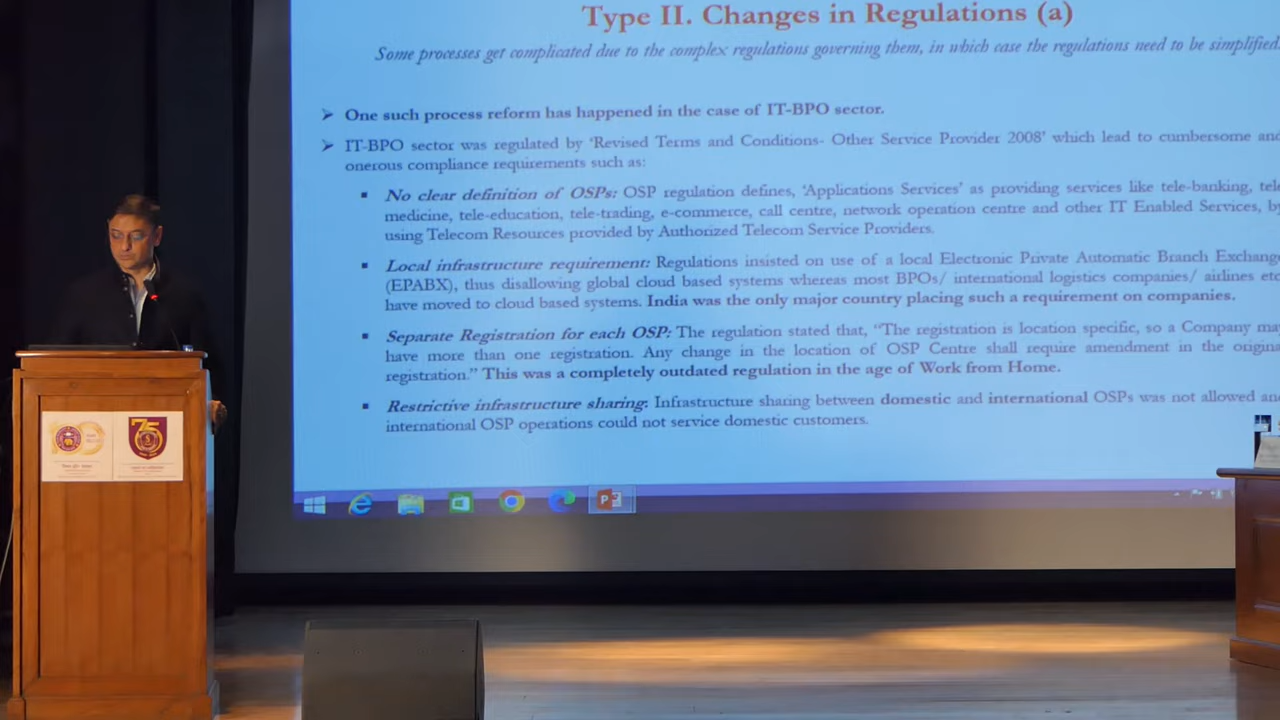 Type II. Changes in Regulations (a)
Some processes get complicated due to the complex regulations governing them, in which case the regulations need to be simplified.
➢ One such process reform has happened in the case of IT-BPO sector.
➢ IT-BPO sector was regulated by ‘Revised Terms and Conditions- Other Service Provider 2008’ which lead to cumbersome and
onerous compliance requirements such as:
▪ No clear definition of OSPs: OSP regulation defines, ‘Applications Services’ as providing services like tele-banking, tele
medicine, tele-education, tele-trading, e-commerce, call centre, network operation centre and other IT Enabled Services, by
using Telecom Resources provided by Authorized Telecom Service Providers.
▪ Local infrastructure requirement: Regulations insisted on use of a local Electronic Private Automatic Branch Exchange
(EPABX), thus disallowing global cloud based systems whereas most BPOs/ international logistics companies/ airlines etc
have moved to cloud based systems. India was the only major country placing such a requirement on companies.
▪ Separate Registration for each OSP: The regulation stated that, “The registration is location specific, so a Company may
have more than one registration. Any change in the location of OSP Centre shall require amendment in the origina
registration.” This was a completely outdated regulation in the age of Work from Home.
▪ Restrictive infrastructure sharing: Infrastructure sharing between domestic and international OSPs was not allowed and
international OSP operations could not service domestic customers.
75